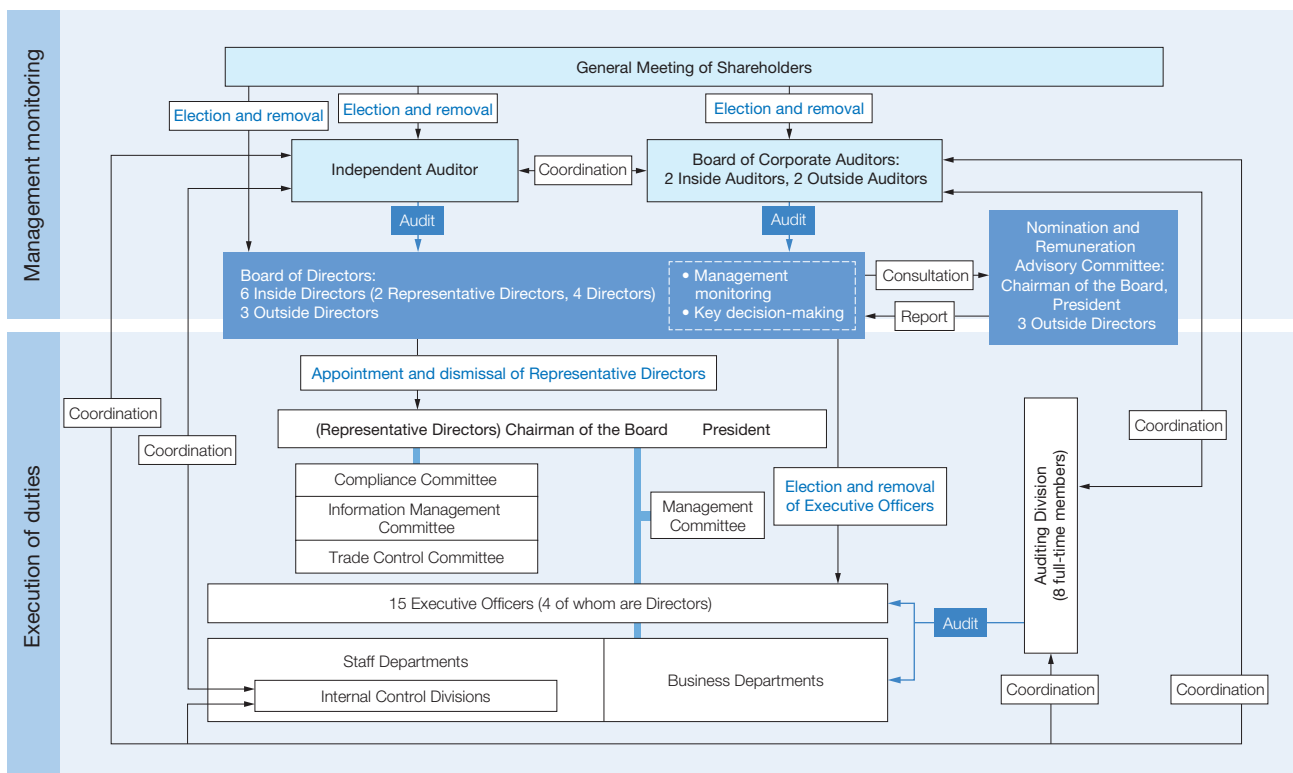 Management monitoring
General Meeting of Shareholders
Election and removal
Election and removal
Election and removal
Independent Auditor
Coordination
Board of Corporate Auditors:
2 Inside Auditors, 2 Outside Auditors
Audit
Audit
Board of Directors:
6 Inside Directors (2 Representative Directors, 4 Directors)
3 Outside Directors
• Management
monitoring
• Key decision-making
Consultation
Report
Nomination and
Remuneration
Advisory Committee:
Chairman of the Board,
President
3 Outside Directors
Execution of duties
Appointment and dismissal of Representative Directors
Coordination
Coordination
(Representative Directors) Chairman of the Board President
Compliance Committee
Information Management
Committee
Trade Control Committee
Management
Committee
Election and removal
of Executive Officers
Auditing Division
(8 full-time members)
Coordination
15 Executive Officers (4 of whom are Directors)
Audit
Staff Departments
Internal Control Divisions
Business Departments
Coordination
Coordination